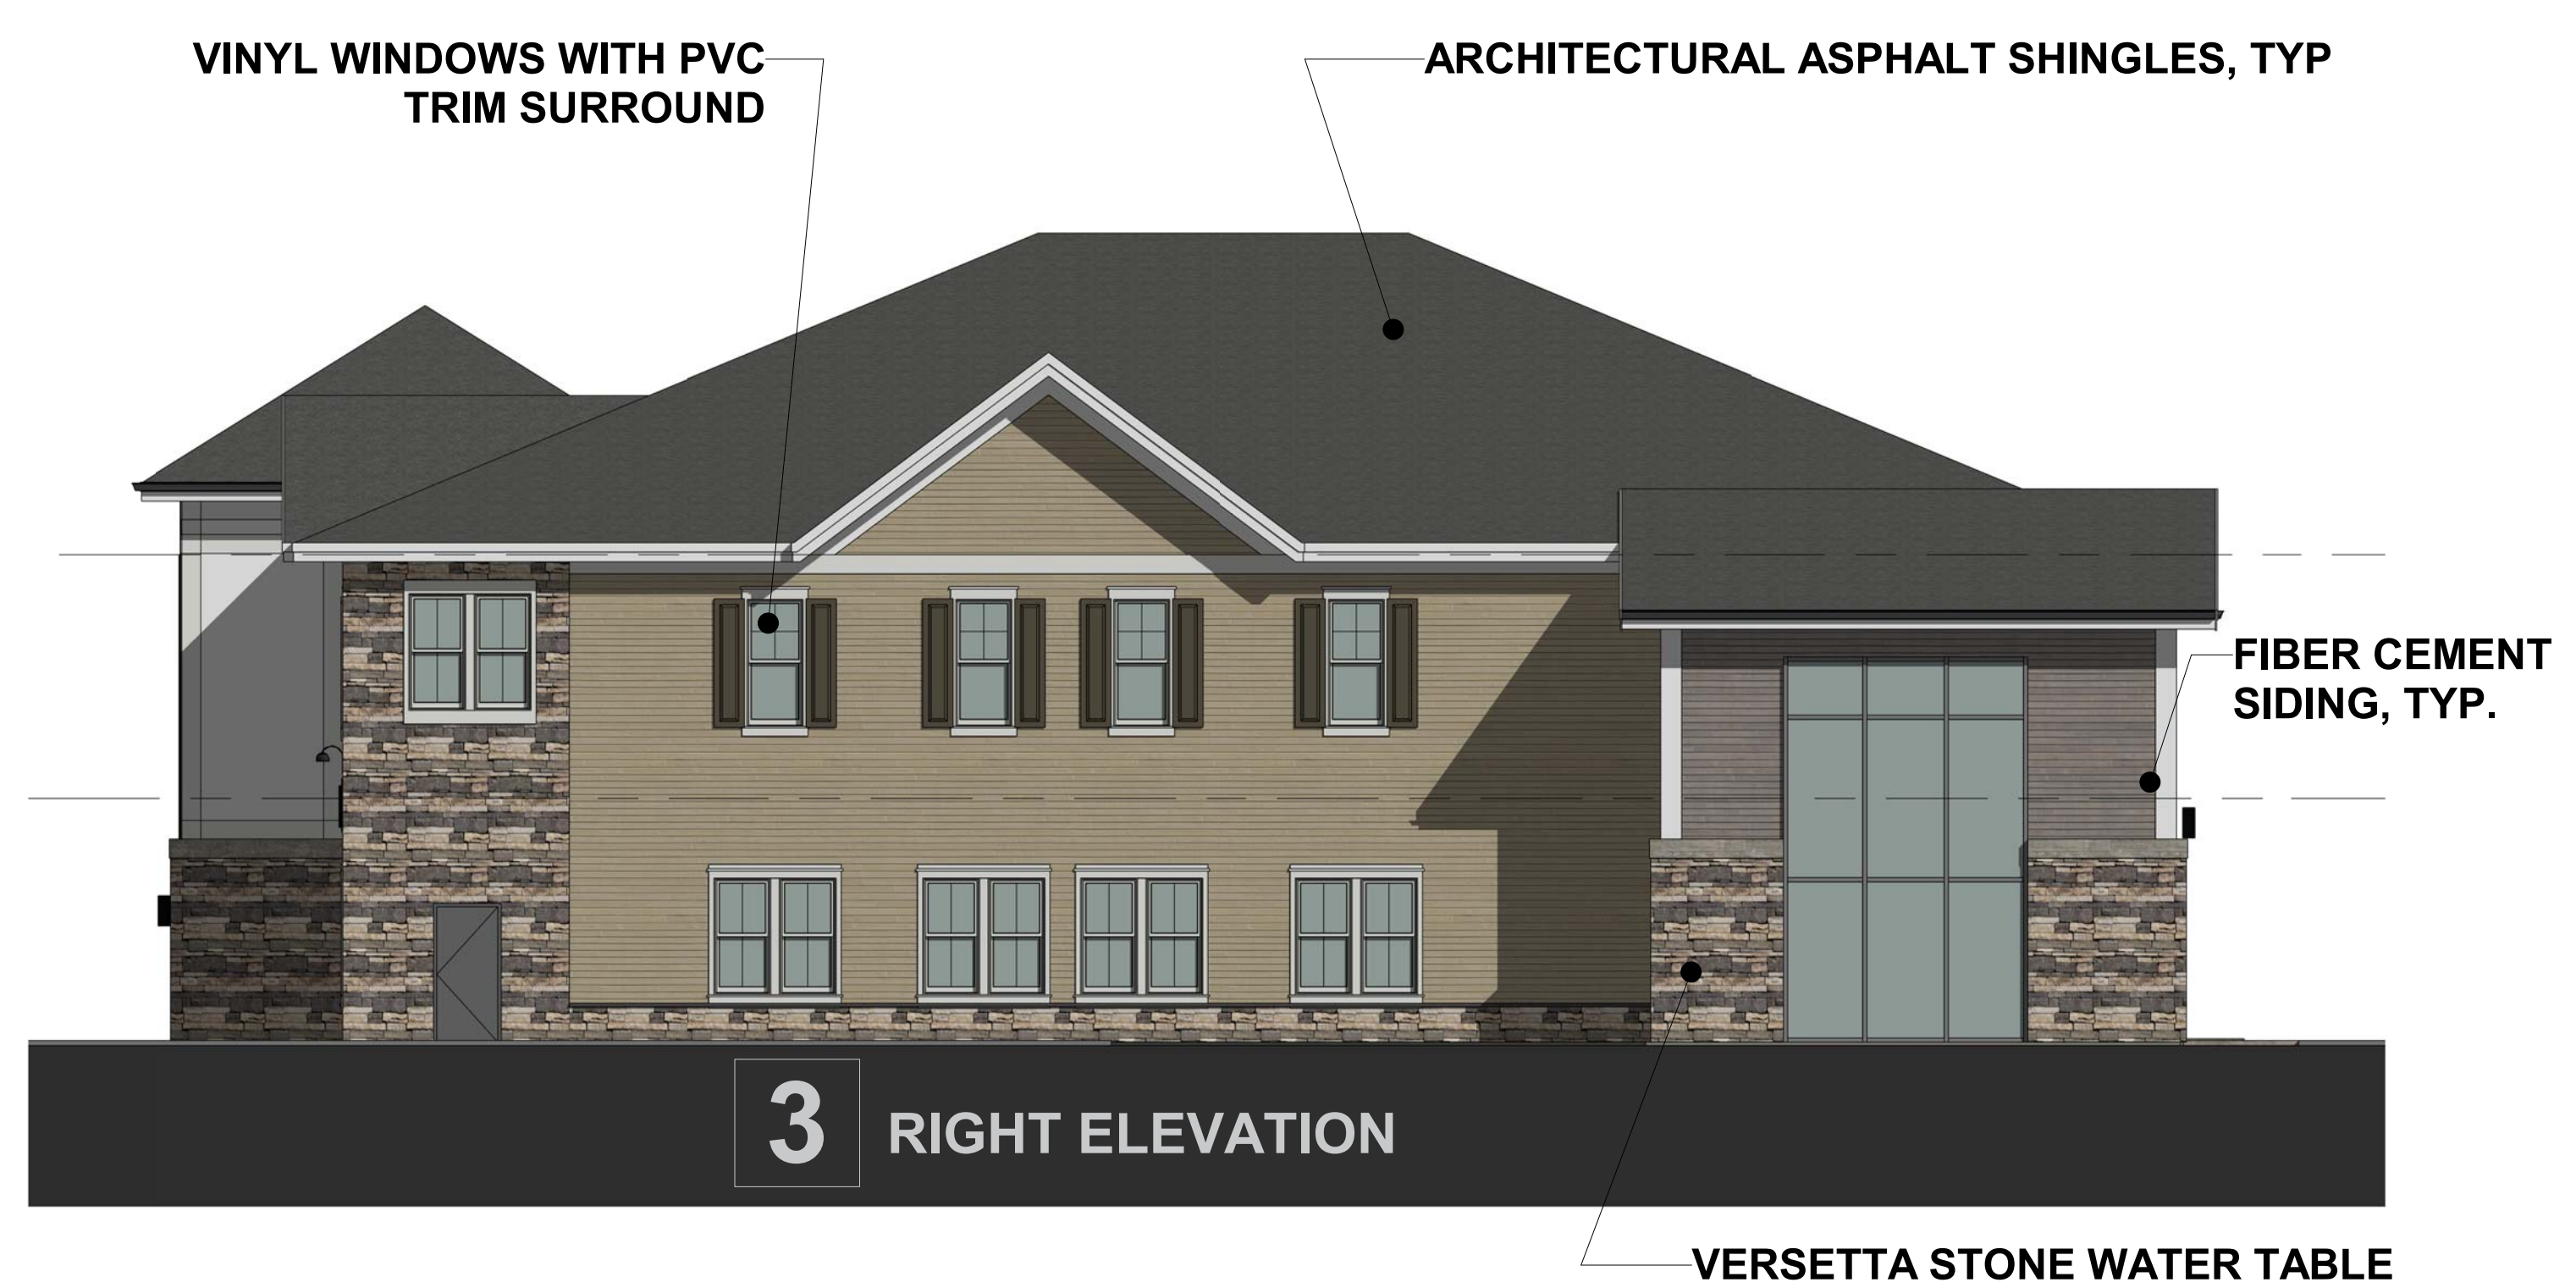 VINYL WINDOWS WITH PVC
TRIM SURROUND
ARCHITECTURAL ASPHALT SHINGLES, TYP
FIBER CEMENT
SIDING, TYP.
3
RIGHT ELEVATION
VERSETTA STONE WATER TABLE